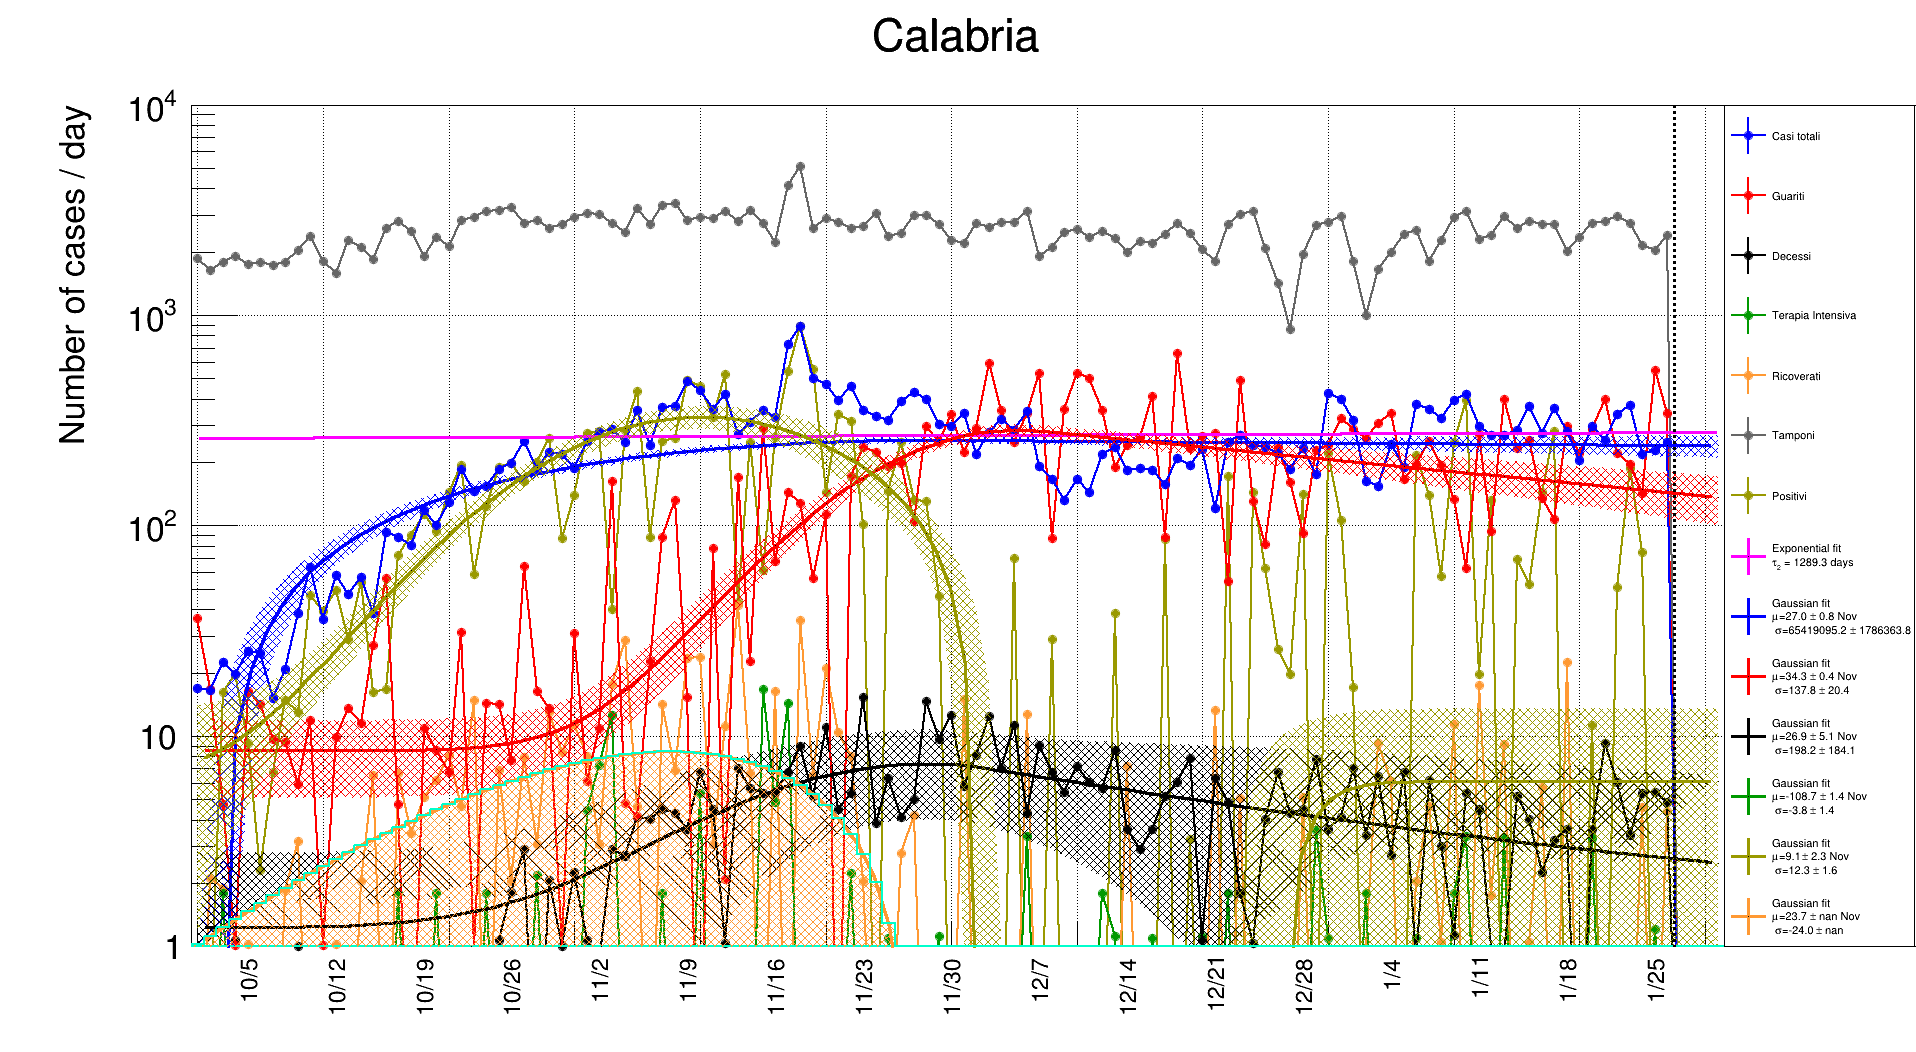 Calabria
Number of cases / day
10^4
10^3
10^2
10
1
10/5
10/12
10/19
10/26
11/2
11/9
11/16
11/23
11/30
12/7
12/14
12/21
12/28
1/4
1/11
1/18
1/25
Casi totali
Guariti
Decessi
Terapia Intensiva
Ricoverati
Tamponi
Positivi
Exponential fit
τ₂ = 1289.3 days
Gaussian fit
μ=27.0 ± 0.8 Nov
σ=65419095.2 ± 1786363.8
Gaussian fit
μ=34.3 ± 0.4 Nov
σ=137.8 ± 20.4
Gaussian fit
μ=26.9 ± 5.1 Nov
σ=198.2 ± 184.1
Gaussian fit
μ=-108.7 ± 1.4 Nov
σ=-3.8 ± 1.4
Gaussian fit
μ=9.1 ± 2.3 Nov
σ=12.3 ± 1.6
Gaussian fit
μ=23.7 ± nan Nov
σ=-24.0 ± nan